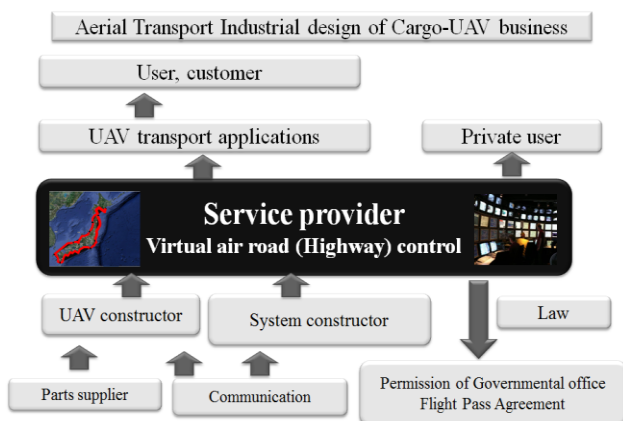 Aerial Transport Industrial design of Cargo-UAV business
User, customer
UAV transport applications
Private user
Service provider
Virtual air road (Highway) control
UAV constructor
System constructor
Law
Parts supplier
Communication
Permission of Governmental office
Flight Pass Agreement